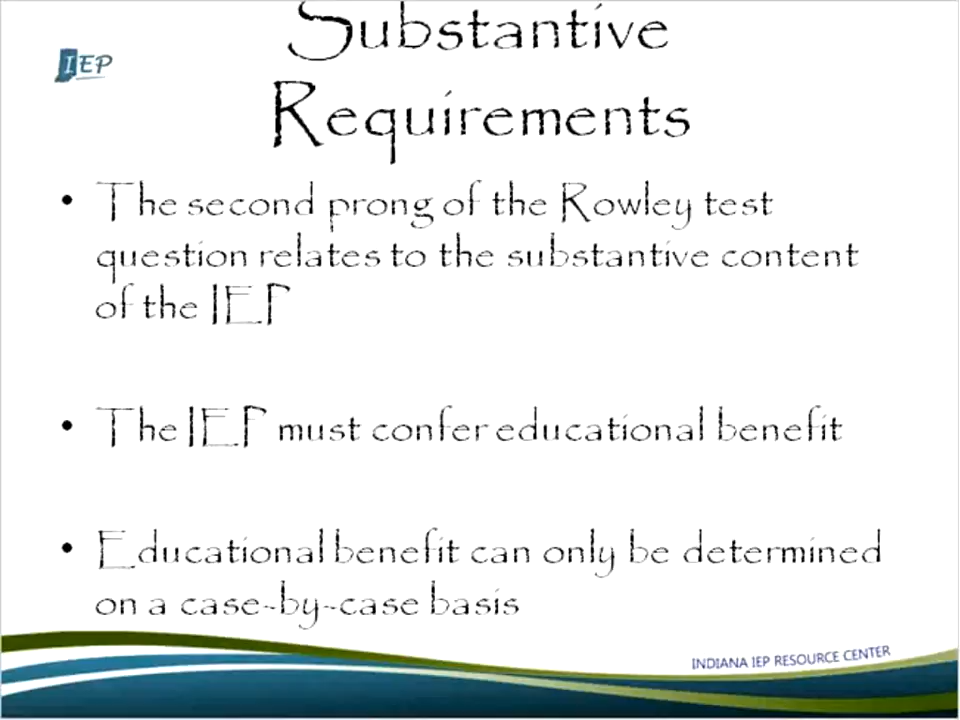 Substantive
IEP
Requirements
• The second prong of the Rowley test
question relates to the substantive content
of the IEP
• The IEP must confer educational benefit
• Educational benefit can only be determined
on a case-by-case basis
INDIANA IEP RESOURCE CENTER